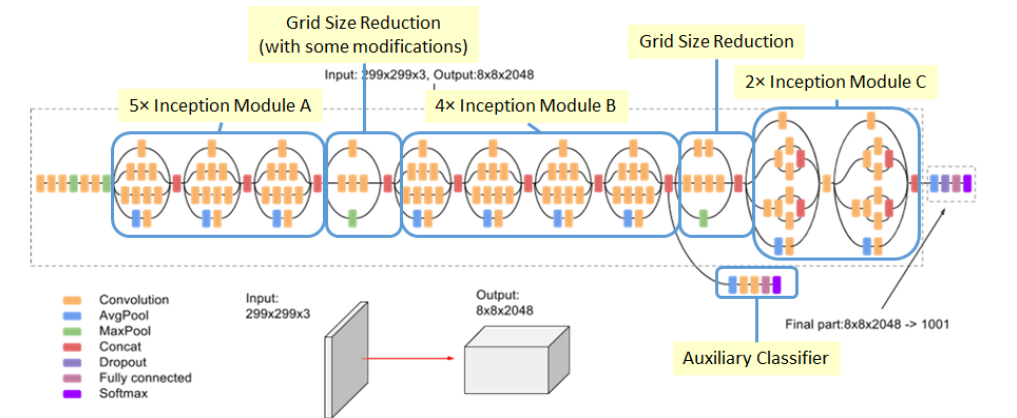 Grid Size Reduction
(with some modifications)
Grid Size Reduction
Input: 299x299x3, Output:8x8x2048
2× Inception Module C
5× Inception Module A
4× Inception Module B
Convolution
AvgPool
MaxPool
Concat
Dropout
Fully connected
Softmax
Input:
299x299x3
Output:
8x8x2048
Final part:8x8x2048 -> 1001
Auxiliary Classifier